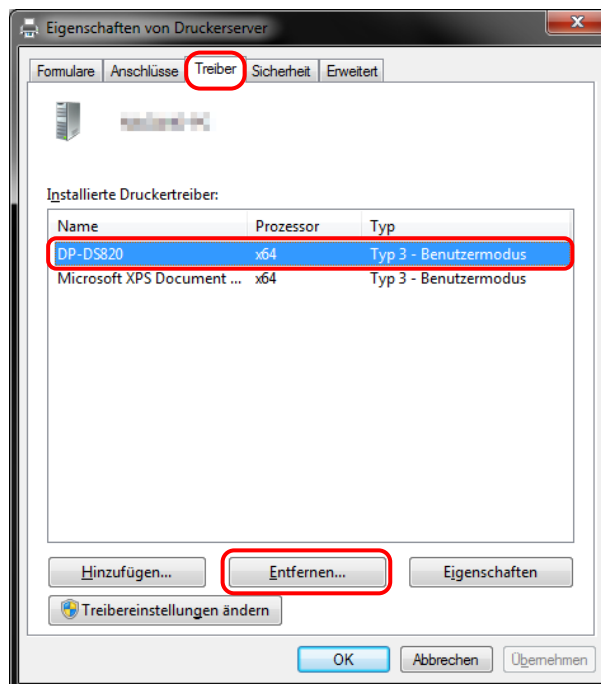 Eigenschaften von Druckerserver
Formulare Anschlüsse Treiber Sicherheit Erweitert
Installierte Druckertreiber:
Name Prozessor Typ
DP-DS820 x64 Typ 3 - Benutzermodus
Microsoft XPS Document ... x64 Typ 3 - Benutzermodus
Hinzufügen... Entfernen... Eigenschaften
Treibereinstellungen ändern
OK Abbrechen Übernehmen